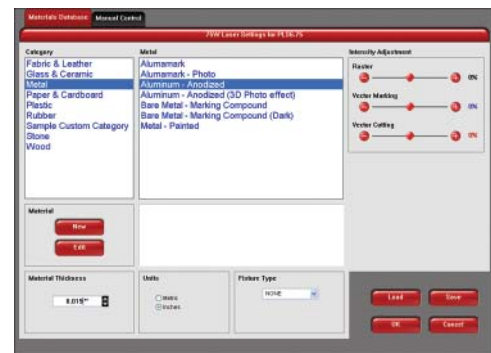 Materials Database Manual Control
75W Laser Settings for PLS6.75
Category
Fabric & Leather
Glass & Ceramic
Metal
Paper & Cardboard
Plastic
Rubber
Sample Custom Category
Stone
Wood
Metal
Alumamark
Alumamark - Photo
Aluminum - Anodized
Aluminum - Anodized (3D Photo effect)
Bare Metal - Marking Compound
Bare Metal - Marking Compound (Dark)
Metal - Painted
Intensity Adjustment
Raster
0%
Vector Marking
0%
Vector Cutting
0%
Material
New
Edit
Material Thickness
0.015"
Units
Metric
Inches
Fixture Type
NONE
Load Save
OK Cancel